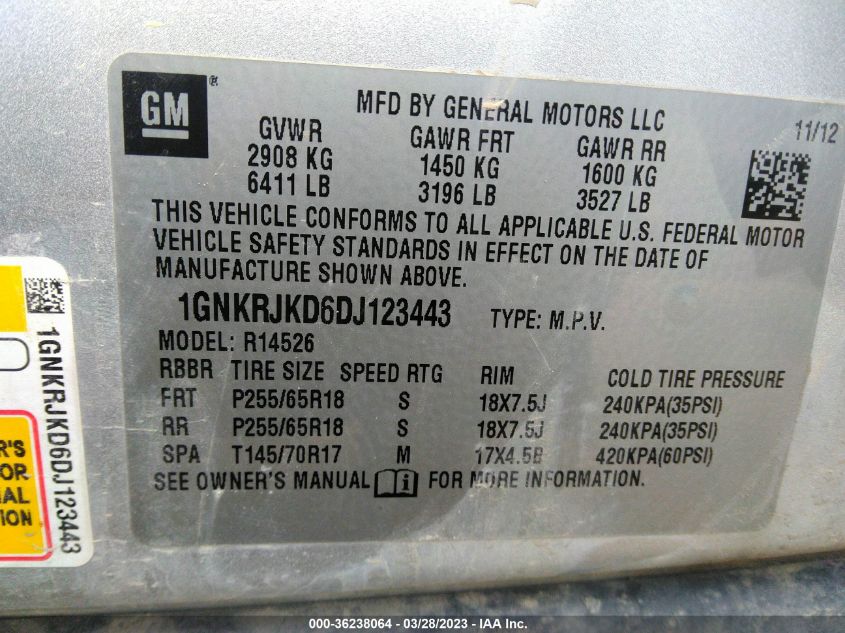 GM ®
MFD BY GENERAL MOTORS LLC
11/12
GVWR GAWR FRT GAWR RR
2908 KG 1450 KG 1600 KG
6411 LB 3196 LB 3527 LB
THIS VEHICLE CONFORMS TO ALL APPLICABLE U.S. FEDERAL MOTOR
VEHICLE SAFETY STANDARDS IN EFFECT ON THE DATE OF
MANUFACTURE SHOWN ABOVE.
1GNKRJKD6DJ123443 TYPE: M.P.V.
MODEL: R14526
RBBR TIRE SIZE SPEED RTG RIM COLD TIRE PRESSURE
FRT P255/65R18 S 18X7.5J 240KPA(35PSI)
RR P255/65R18 S 18X7.5J 240KPA(35PSI)
SPA T145/70R17 M 17X4.5B 420KPA(60PSI)
SEE OWNER'S MANUAL i FOR MORE INFORMATION.
1GNKRJKD6DJ123443
R'S
OR
IAL
ION
000-36238064 - 03/28/2023 - IAA Inc.